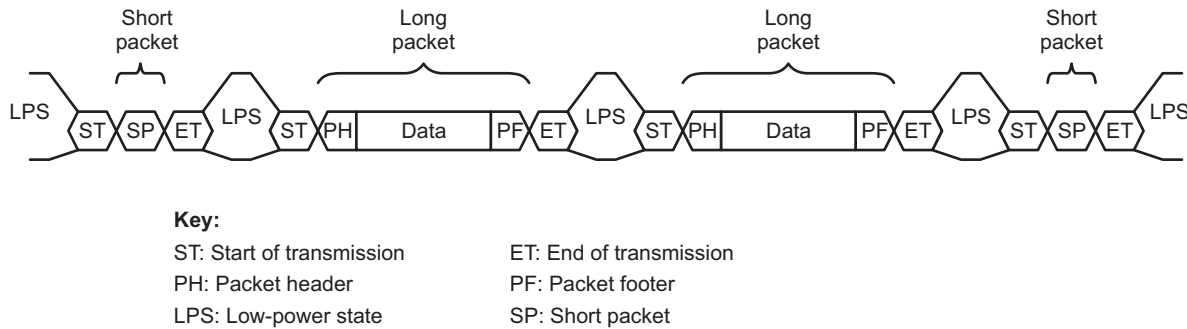 Short
packet
Long
packet
Long
packet
Short
packet
LPS ST SP ET LPS ST PH Data PF ET LPS ST PH Data PF ET LPS ST SP ET LPS
Key:
ST: Start of transmission ET: End of transmission
PH: Packet header PF: Packet footer
LPS: Low-power state SP: Short packet